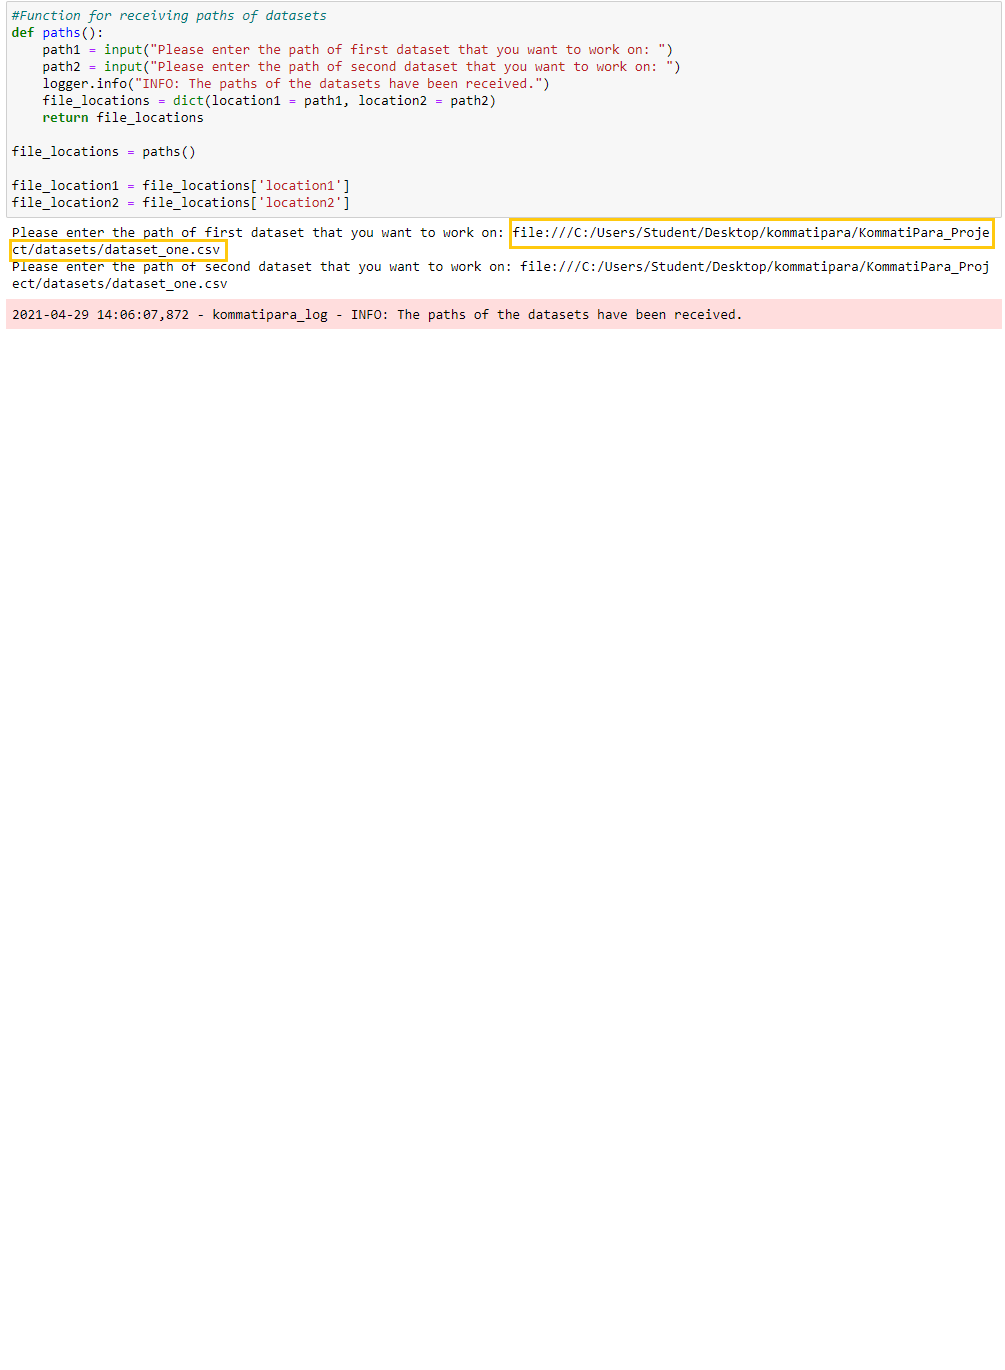 #Function for receiving paths of datasets
def paths():
    path1 = input("Please enter the path of first dataset that you want to work on: ")
    path2 = input("Please enter the path of second dataset that you want to work on: ")
    logger.info("INFO: The paths of the datasets have been received.")
    file_locations = dict(location1 = path1, location2 = path2)
    return file_locations

file_locations = paths()

file_location1 = file_locations['location1']
file_location2 = file_locations['location2']
Please enter the path of first dataset that you want to work on: file:///C:/Users/Student/Desktop/kommatipara/KommatiPara_Proje
ct/datasets/dataset_one.csv
Please enter the path of second dataset that you want to work on: file:///C:/Users/Student/Desktop/kommatipara/KommatiPara_Proj
ect/datasets/dataset_one.csv
2021-04-29 14:06:07,872 - kommatipara_log - INFO: The paths of the datasets have been received.